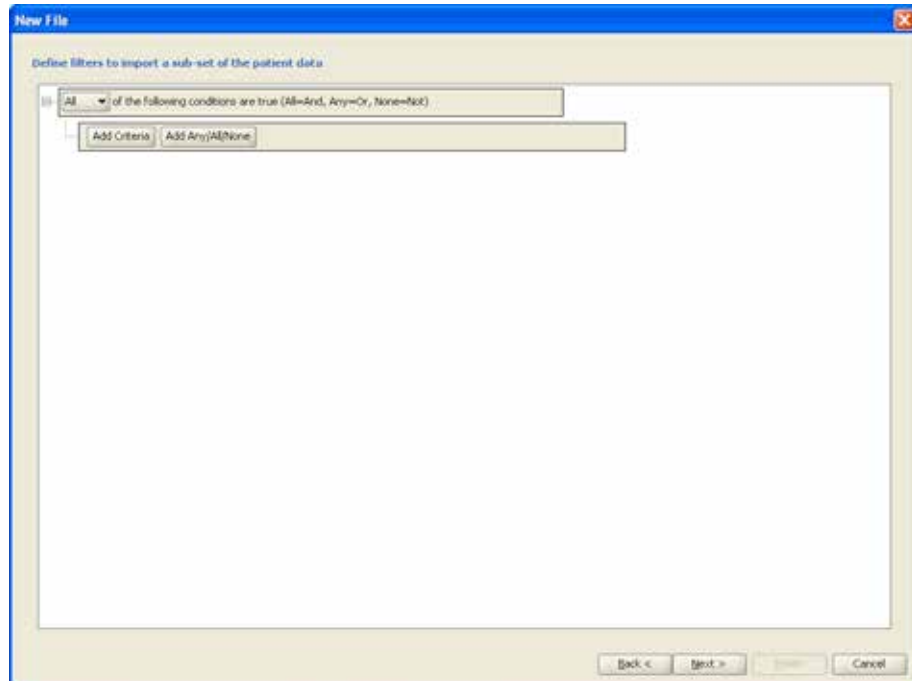 New File
Define filters to import a sub-set of the patient data
All of the following conditions are true (All=And, Any=Or, None=Not)
Add Criteria Add Any/All/None
Back < Next > Cancel